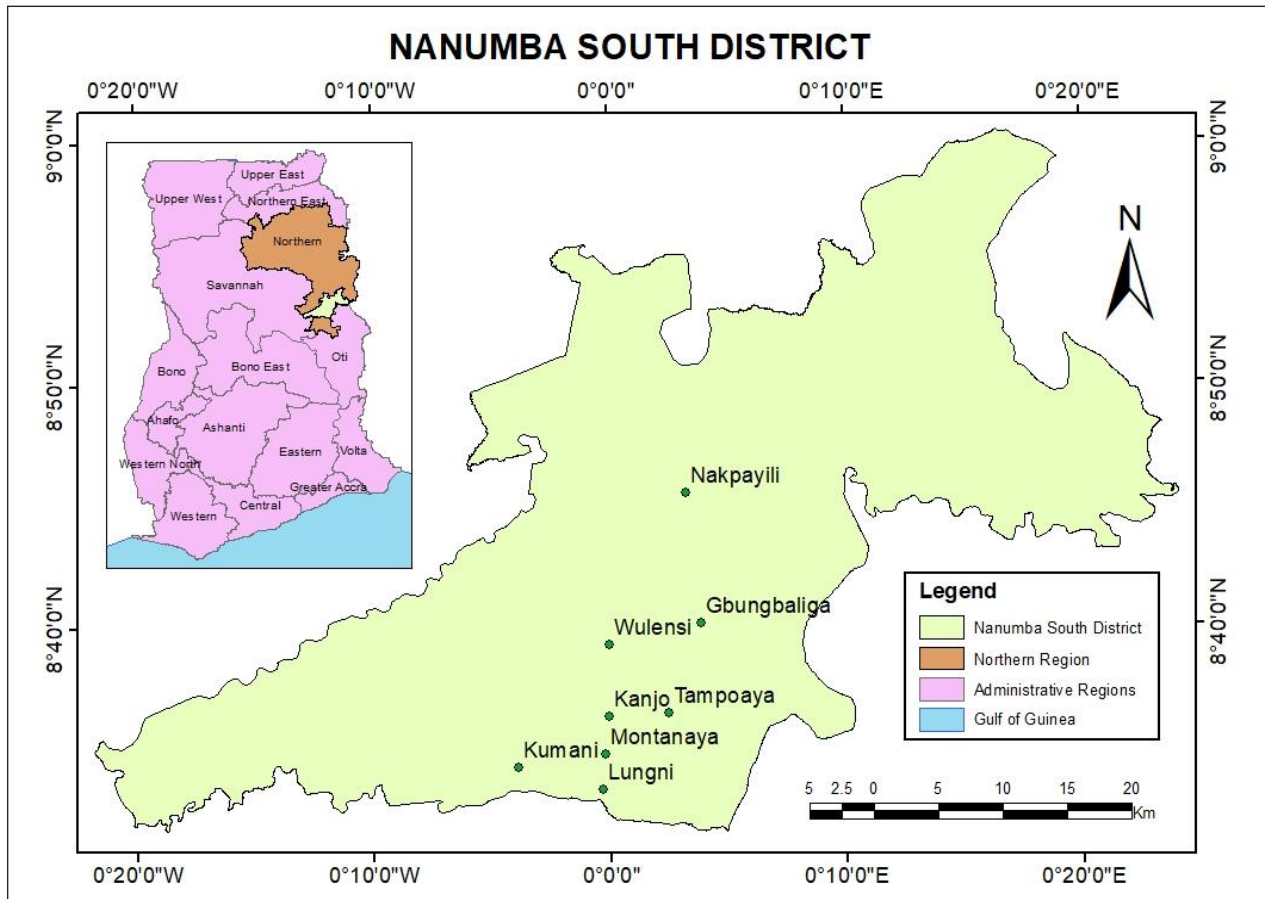 NANUMBA SOUTH DISTRICT
0°20'0"W
0°10'0"W
0°0'0"
0°10'0"E
0°20'0"E
9°0'0"N
8°50'0"N
8°40'0"N
9°0'0"N
8°50'0"N
8°40'0"N
Upper East
Upper West
Northern East
Northern
Savannah
Oti
Bono
Bono East
Ahafo
Ashanti
Eastern
Volta
Western North
Greater Accra
Central
Western
N
Nakpayili
Gbungbaliga
Wulensi
Kanjo
Tampoaya
Montanaya
Kumani
Lungni
Legend
Nanumba South District
Northern Region
Administrative Regions
Gulf of Guinea
5 2.5 0 5 10 15 20
Km
0°20'0"W
0°10'0"W
0°0'0"
0°10'0"E
0°20'0"E